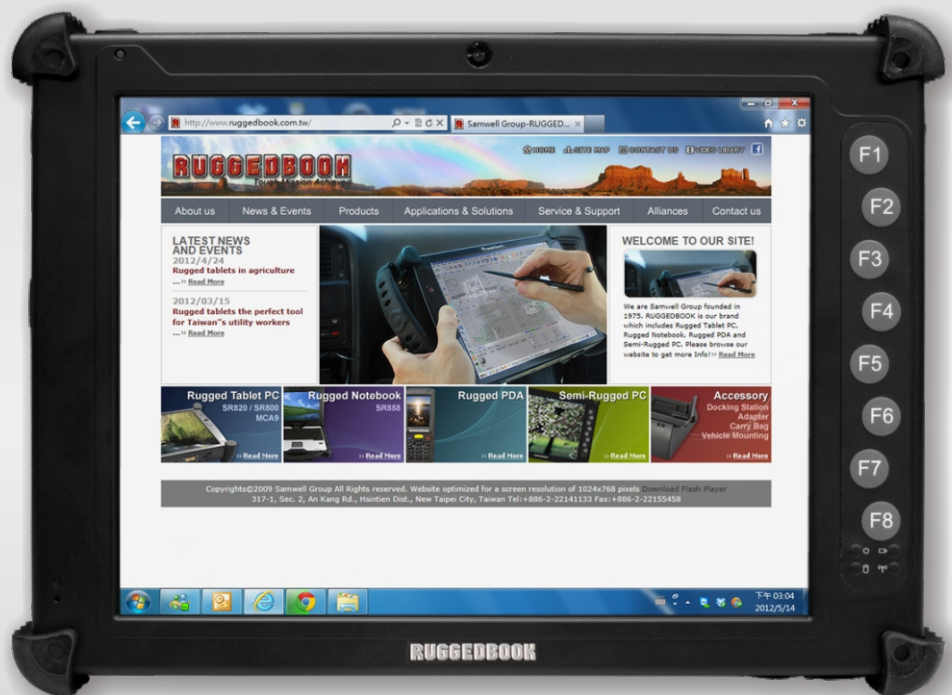 http://www.ruggedbook.com.tw/
Samwell Group-RUGGED...
RUGGEDBOOK
Tough Mission Achieved
HOME SITE MAP CONTACT US VIDEO LIBRARY
About us News & Events Products Applications & Solutions Service & Support Alliances Contact us
LATEST NEWS
AND EVENTS
2012/4/24
Rugged tablets in agriculture
...» Read More
2012/03/15
Rugged tablets the perfect tool
for Taiwan"s utility workers
...» Read More
WELCOME TO OUR SITE!
We are Samwell Group founded in
1975. RUGGEDBOOK is our brand
which includes Rugged Tablet PC,
Rugged Notebook, Rugged PDA and
Semi-Rugged PC. Please browse our
website to get more Info!» Read More
Rugged Tablet PC
SR820 / SR800
MCA9
» Read More
Rugged Notebook
SR858
» Read More
Rugged PDA
» Read More
Semi-Rugged PC
» Read More
Accessory
Docking Station
Adapter
Carry Bag
Vehicle Mounting
» Read More
Copyrights©2009 Samwell Group All Rights reserved. Website optimized for a screen resolution of 1024x768 pixels Download Flash Player
317-1, Sec. 2, An Kang Rd., Hsintien Dist., New Taipei City, Taiwan Tel:+886-2-22141133 Fax:+886-2-22155458
下午 03:04
2012/5/14
F1
F2
F3
F4
F5
F6
F7
F8
RUGGEDBOOK